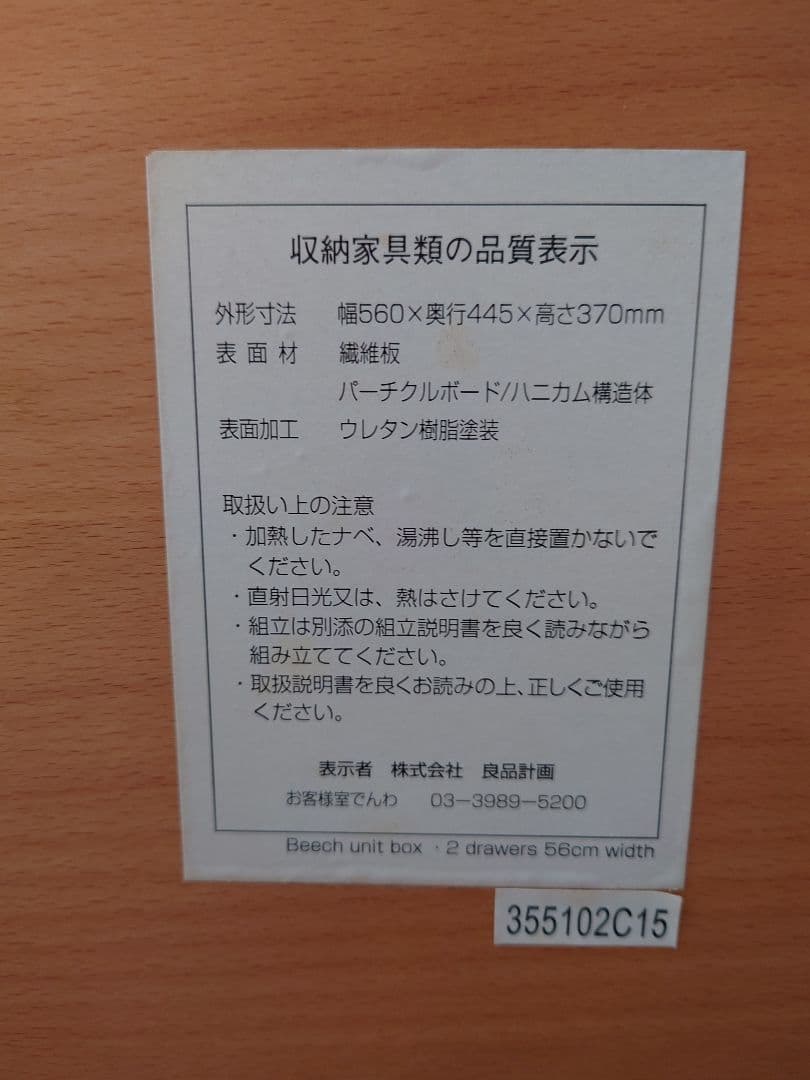 収納家具類の品質表示
外形寸法 幅560×奥行445×高さ370mm
表面材 繊維板
パーチクルボード/ハニカム構造体
表面加工 ウレタン樹脂塗装
取扱い上の注意
・加熱したナベ、湯沸し等を直接置かないで
ください。
・直射日光又は、熱はさけてください。
・組立は別添の組立説明書を良く読みながら
組み立ててください。
・取扱説明書を良くお読みの上、正しくご使用
ください。
表示者 株式会社 良品計画
お客様室でんわ 03-3989-5200
Beech unit box ・2 drawers 56cm width
355102C15